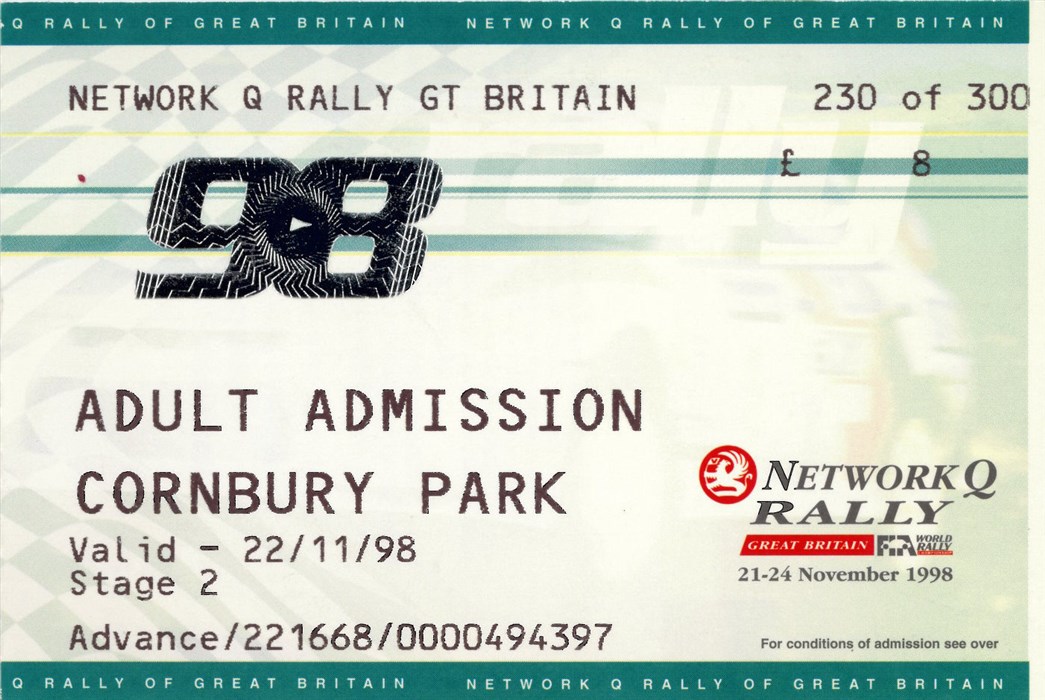 Q RALLY OF GREAT BRITAIN NETWORK Q RALLY OF GREAT BRITAIN
NETWORK Q RALLY GT BRITAIN 230 of 300
£ 8
98
ADULT ADMISSION
CORNBURY PARK
Valid - 22/11/98
Stage 2
Advance/221668/0000494397
NETWORK Q
RALLY
GREAT BRITAIN FIA WORLD RALLY CHAMPIONSHIP
21-24 November 1998
For conditions of admission see over
Q RALLY OF GREAT BRITAIN NETWORK Q RALLY OF GREAT BRITAIN